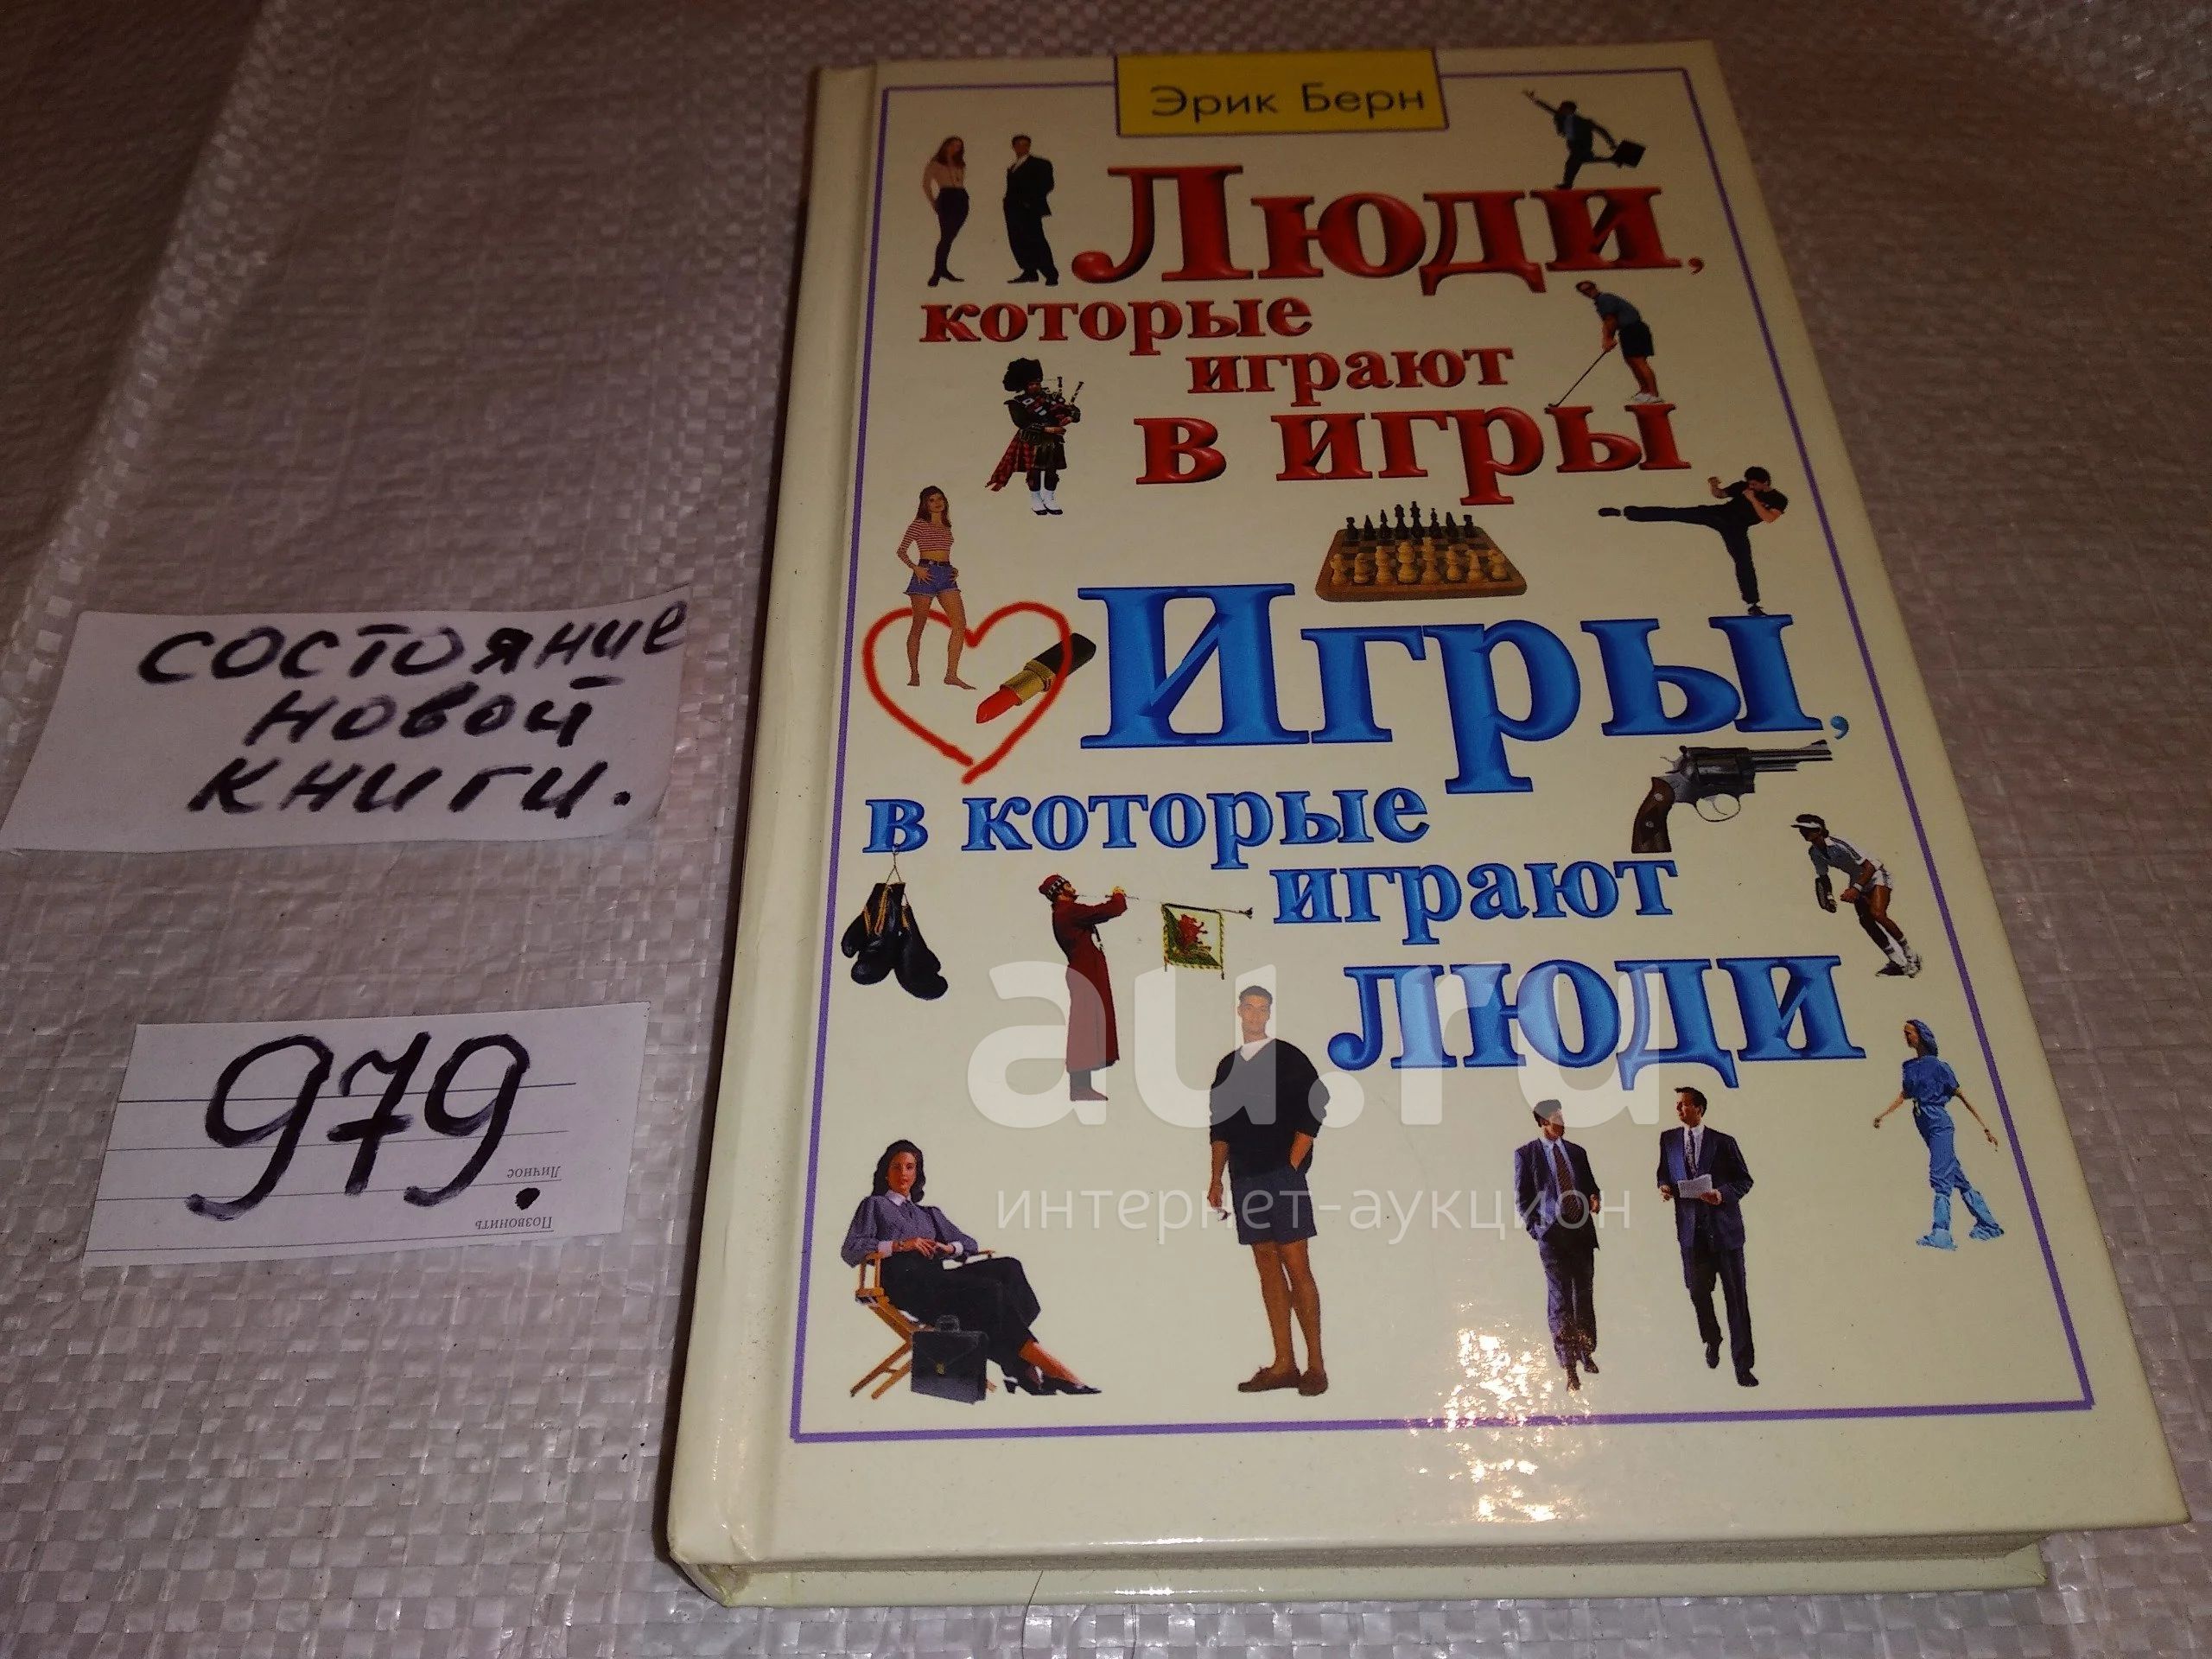 Эрик Берн
Люди,
которые
играют
в игры
Игры,
в которые
играют
люди
состояние
новой
книги.
979.
Личное
Позвонить
au.ru
интернет-аукцион